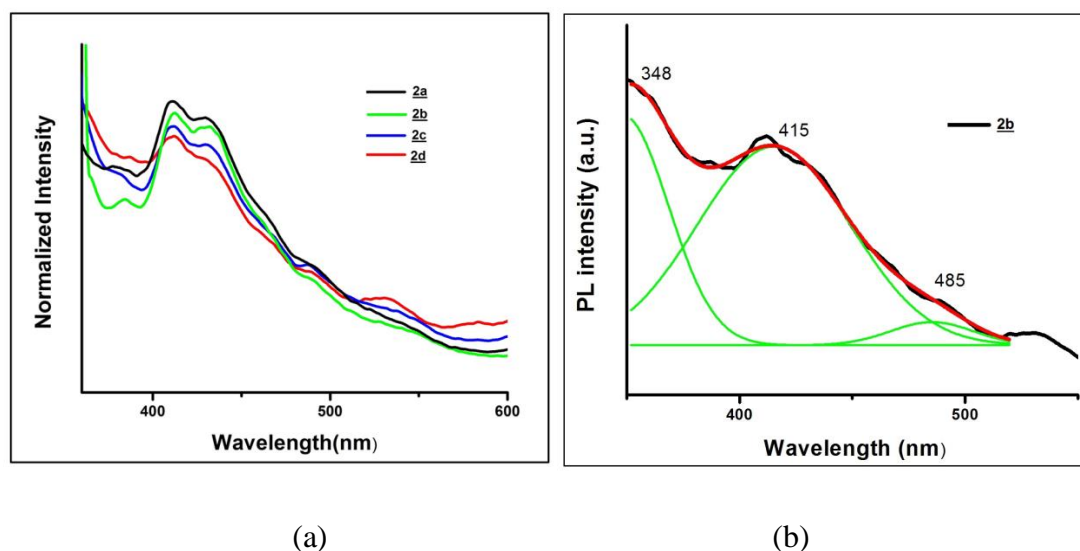 Normalized Intensity
2a
2b
2c
2d
400
500
600
Wavelength(nm)
(a)
PL intensity (a.u.)
348
415
485
2b
400
500
Wavelength (nm)
(b)